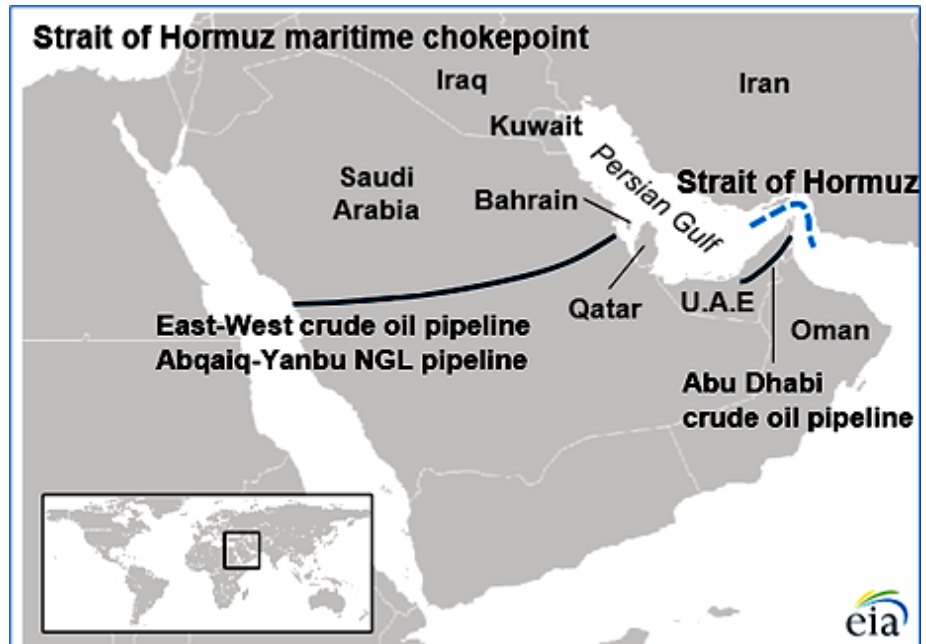 Strait of Hormuz maritime chokepoint
Iraq
Iran
Kuwait
Persian Gulf
Saudi
Arabia
Strait of Hormuz
Bahrain
Qatar
U.A.E
Oman
East-West crude oil pipeline
Abqaiq-Yanbu NGL pipeline
Abu Dhabi
crude oil pipeline
eia